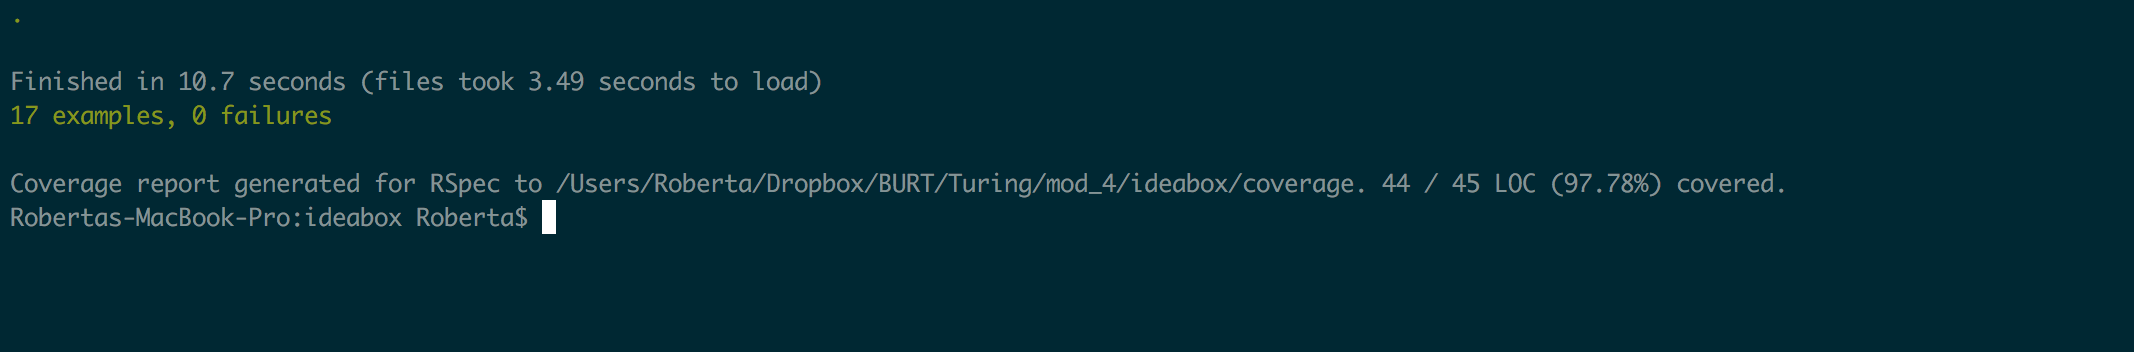 .
Finished in 10.7 seconds (files took 3.49 seconds to load)
17 examples, 0 failures
Coverage report generated for RSpec to /Users/Roberta/Dropbox/BURT/Turing/mod_4/ideabox/coverage. 44 / 45 LOC (97.78%) covered.
Robertas-MacBook-Pro:ideabox Roberta$